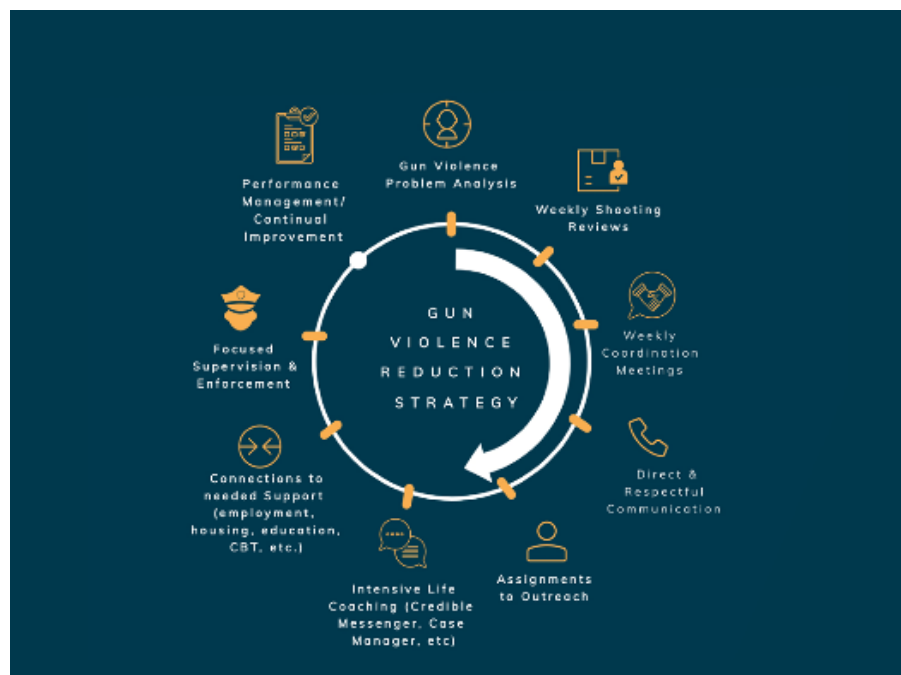 Gun Violence
Problem Analysis
Weekly Shooting
Reviews
Weekly
Coordination
Meetings
Direct &
Respectful
Communication
Assignments
to Outreach
Intensive Life
Coaching (Credible
Messenger, Case
Manager, etc)
Connections to
needed Support
(employment,
housing, education,
CBT, etc.)
Focused
Supervision &
Enforcement
Performance
Management/
Continual
Improvement
GUN
VIOLENCE
REDUCTION
STRATEGY